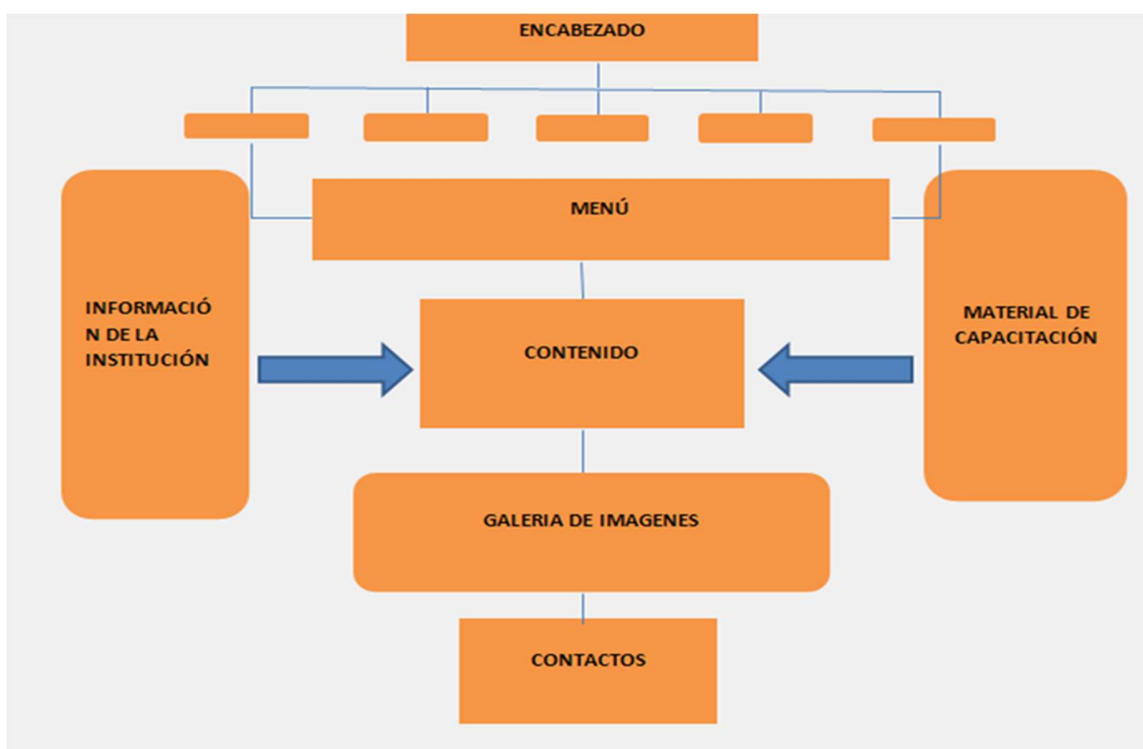 ENCABEZADO
MENÚ
INFORMACIÓ
N DE LA
INSTITUCIÓN
CONTENIDO
MATERIAL DE
CAPACITACIÓN
GALERIA DE IMAGENES
CONTACTOS